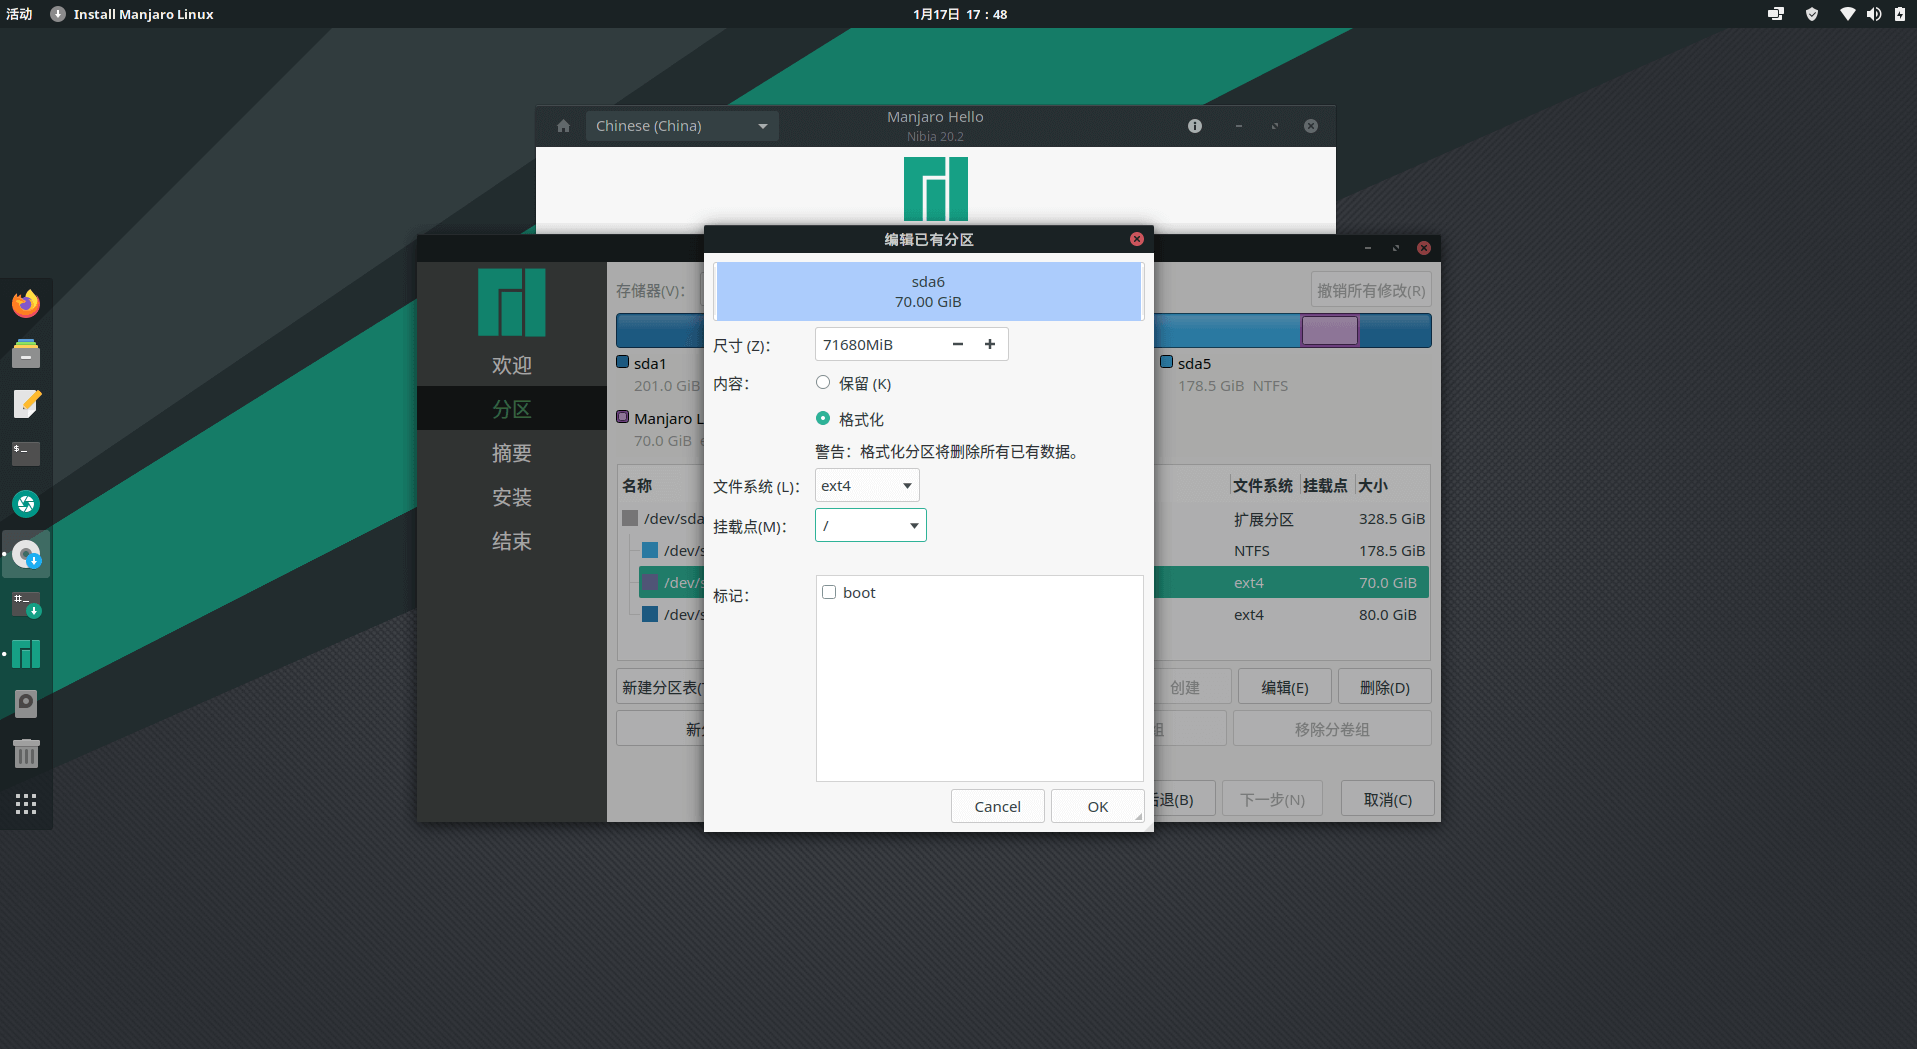 活动 Install Manjaro Linux
1月17日 17：48
Chinese (China)
Manjaro Hello
Nibia 20.2
编辑已有分区
sda6
70.00 GiB
尺寸 (Z)：
71680MiB
内容：
保留 (K)
格式化
警告：格式化分区将删除所有已有数据。
文件系统 (L)：
ext4
挂载点(M)：
/
标记：
boot
Cancel
OK
欢迎
分区
摘要
安装
结束
存储器(V)：
撤销所有修改(R)
sda1
201.0 GiB
sda5
178.5 GiB NTFS
Manjaro L
70.0 GiB
名称
文件系统
挂载点
大小
/dev/sda
扩展分区
328.5 GiB
/dev/s
NTFS
178.5 GiB
/dev/s
ext4
70.0 GiB
/dev/s
ext4
80.0 GiB
新建分区表(
创建
编辑(E)
删除(D)
新
组
移除分卷组
后退(B)
下一步(N)
取消(C)